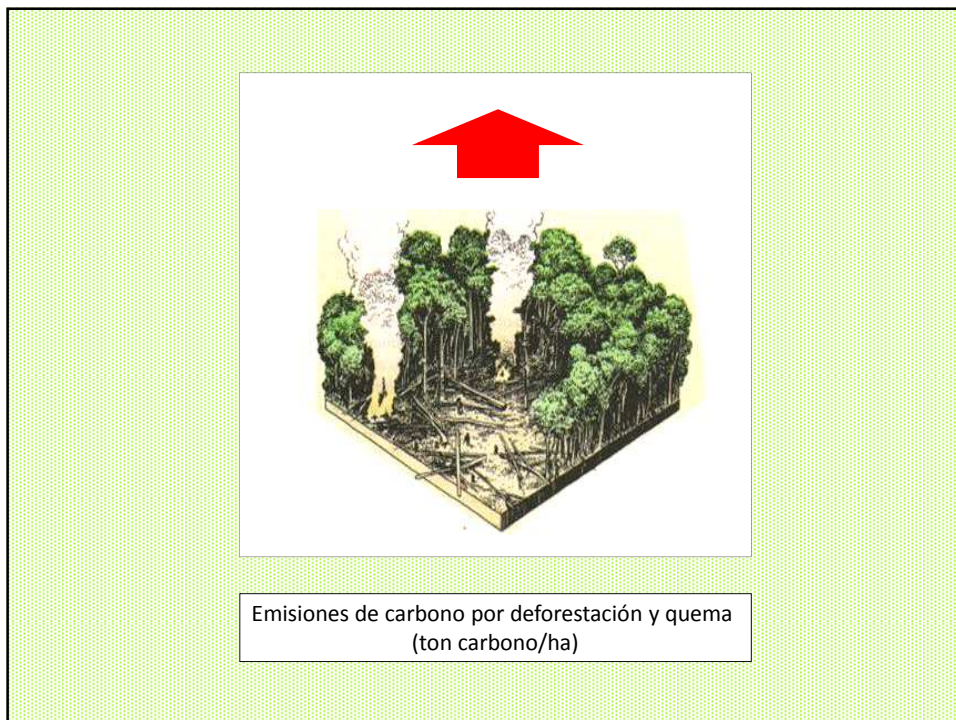 Emisiones de carbono por deforestación y quema
(ton carbono/ha)